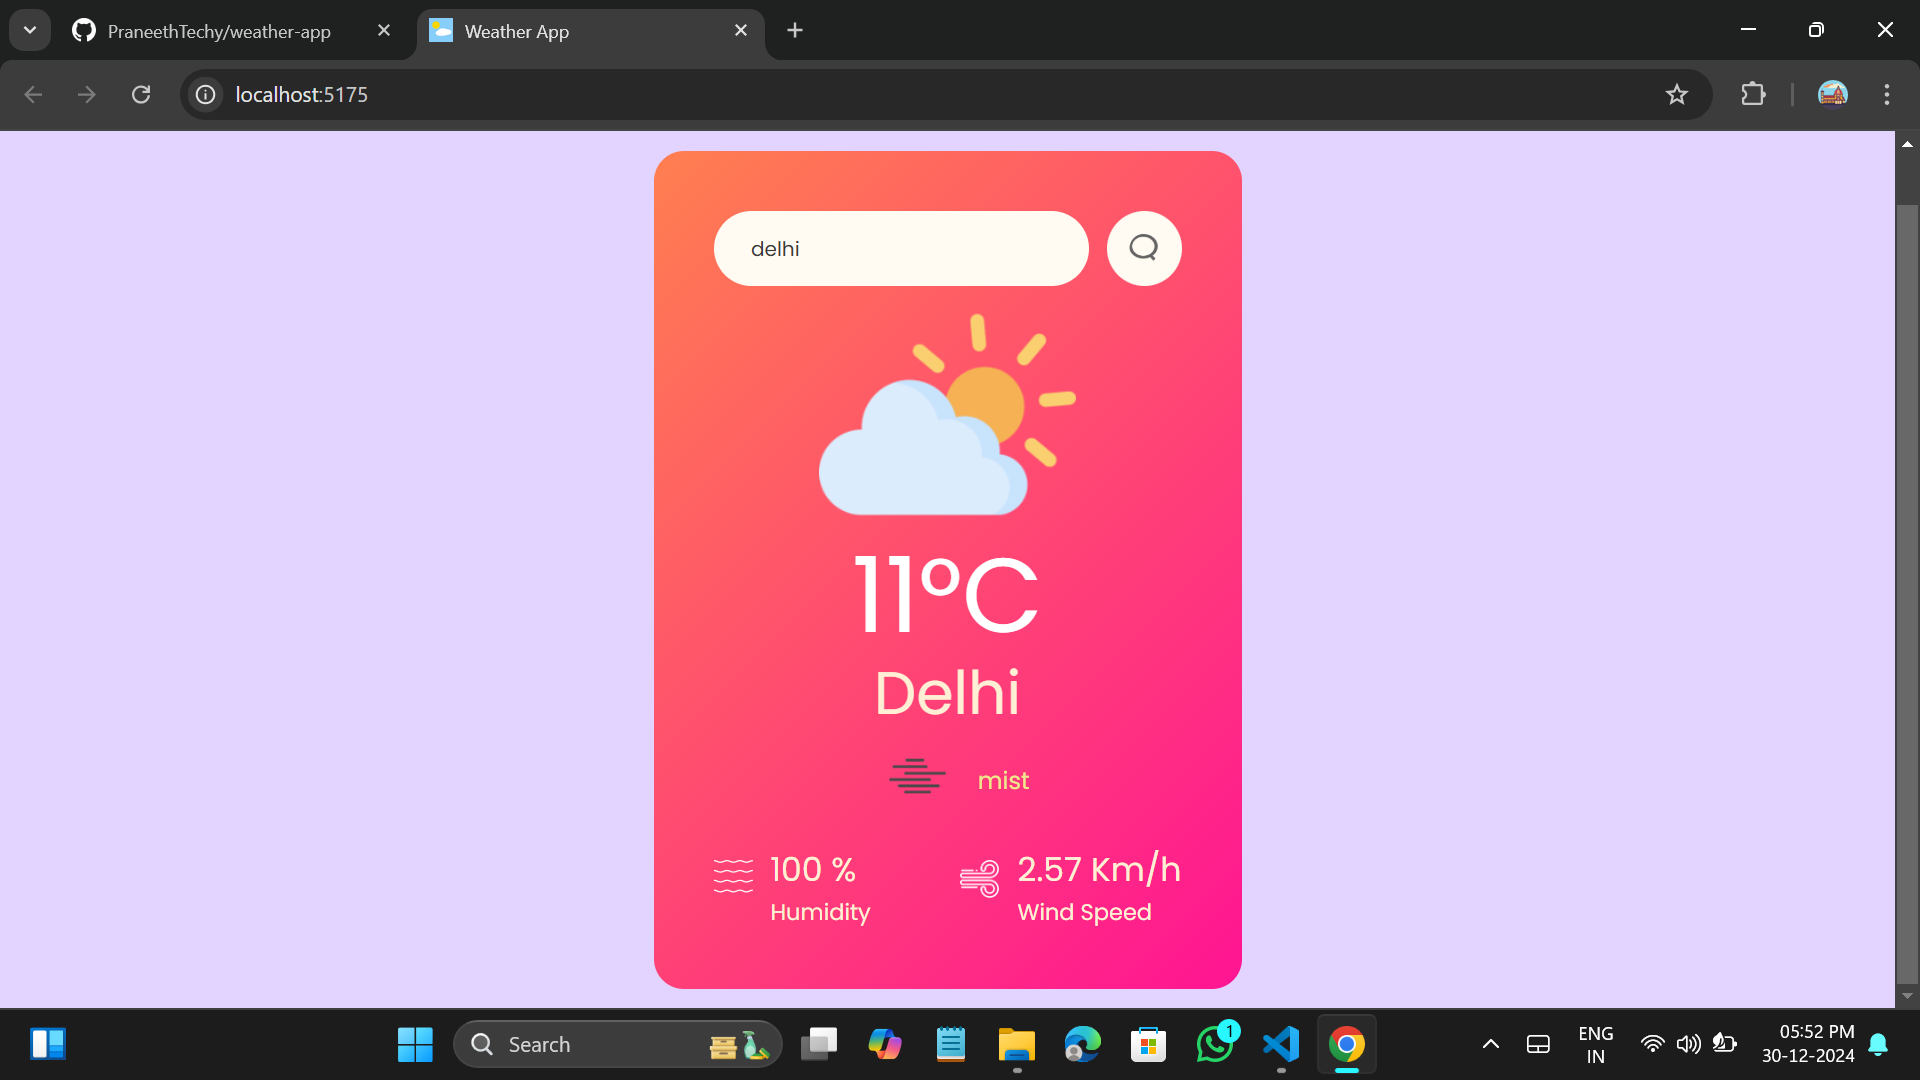 PraneethTechy/weather-app
Weather App
localhost:5175
delhi
11°C
Delhi
mist
100 %
Humidity
2.57 Km/h
Wind Speed
Search
1
ENG
IN
05:52 PM
30-12-2024